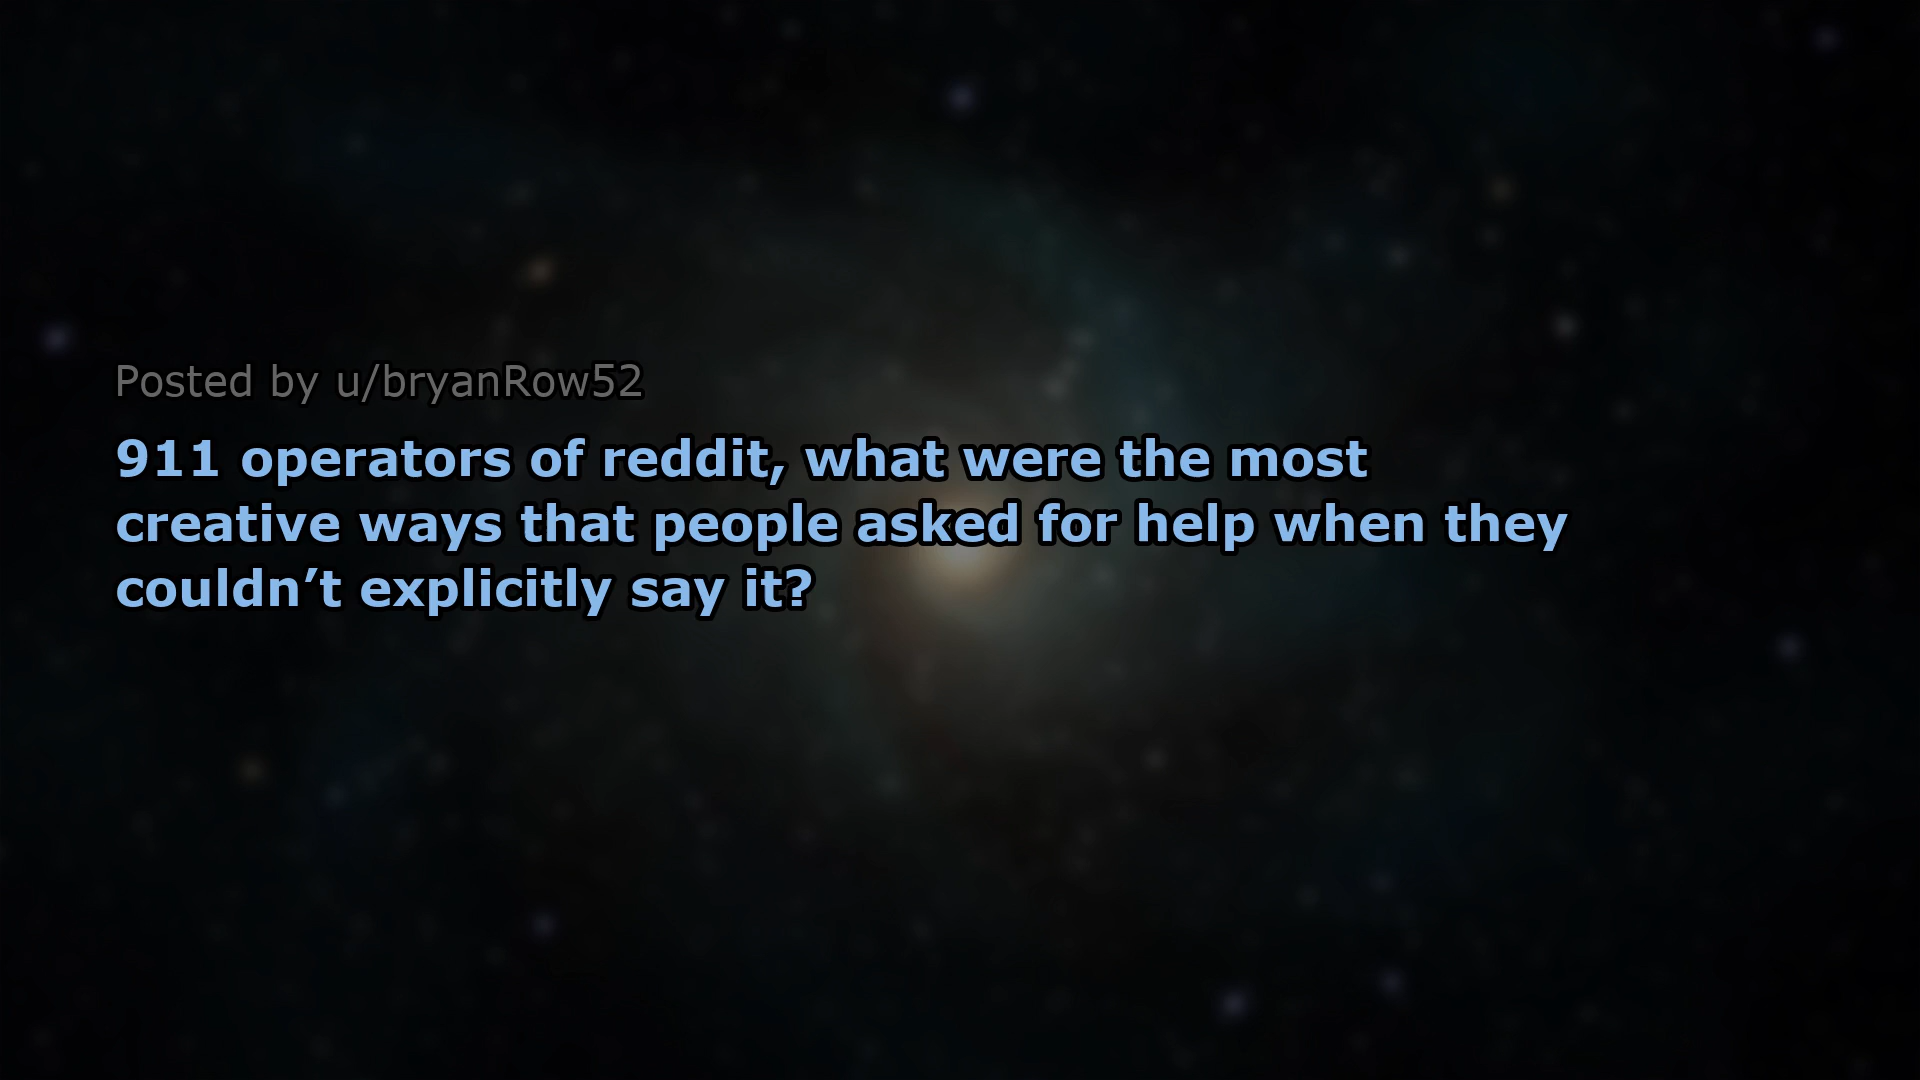 Posted by u/bryanRow52
911 operators of reddit, what were the most
creative ways that people asked for help when they
couldn’t explicitly say it?